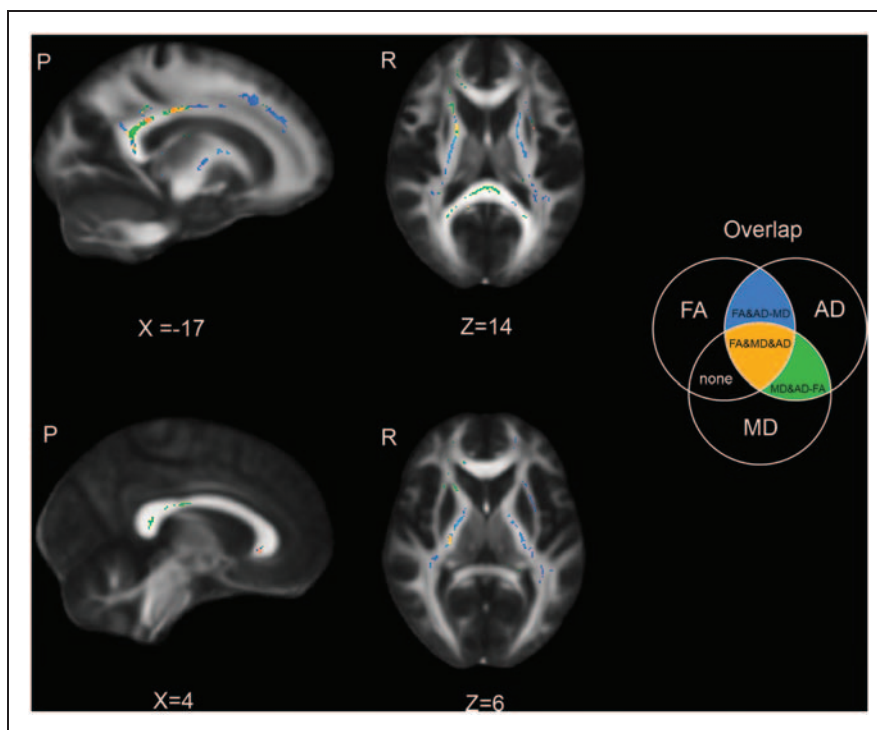 P
R
X =-17
Z=14
Overlap
FA
AD
FA&AD-MD
FA&MD&AD
none
MD&AD-FA
MD
P
R
X=4
Z=6